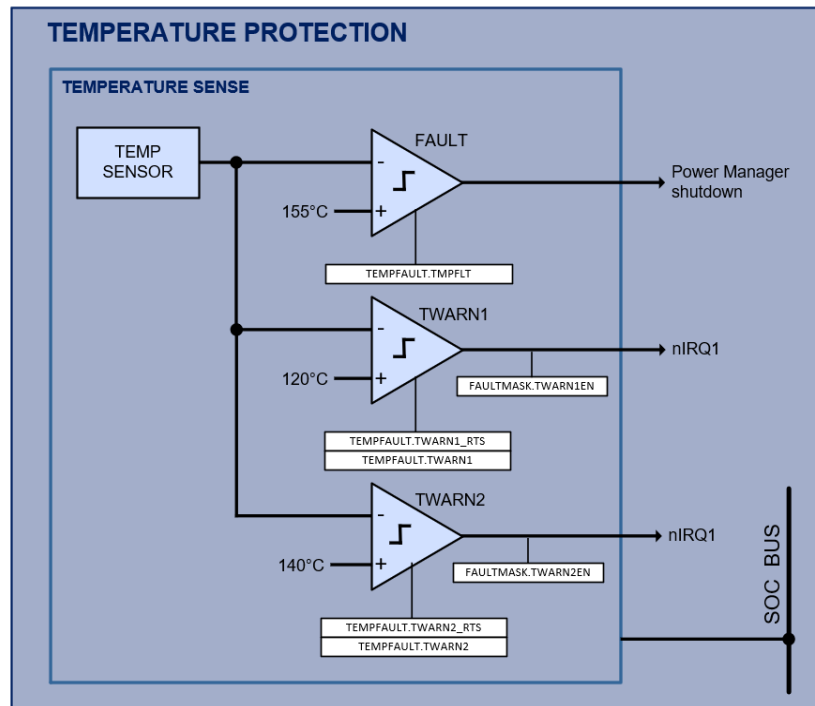 TEMPERATURE PROTECTION
TEMPERATURE SENSE
TEMP
SENSOR
FAULT
-
155°C
+
Power Manager
shutdown
TEMPFAULT.TMPFLT
TWARN1
-
120°C
+
nIRQ1
FAULTMASK.TWARN1EN
TEMPFAULT.TWARN1_RTS
TEMPFAULT.TWARN1
TWARN2
-
140°C
+
nIRQ1
FAULTMASK.TWARN2EN
TEMPFAULT.TWARN2_RTS
TEMPFAULT.TWARN2
SOC BUS